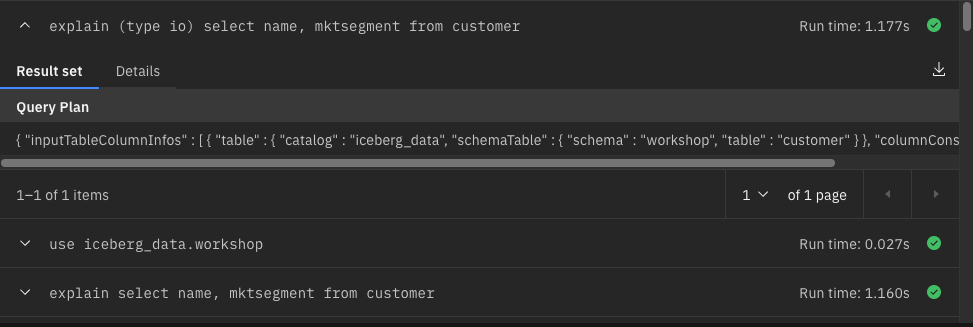 explain (type io) select name, mktsegment from customer Run time: 1.177s
Result set Details
Query Plan
{ "inputTableColumnInfos" : [ { "table" : { "catalog" : "iceberg_data", "schemaTable" : { "schema" : "workshop", "table" : "customer" } }, "columnCons
1–1 of 1 items 1 of 1 page
use iceberg_data.workshop Run time: 0.027s
explain select name, mktsegment from customer Run time: 1.160s